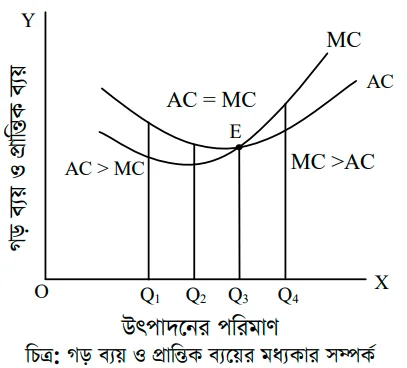 Y
MC
AC
AC = MC
E
AC > MC
MC >AC
গড় ব্যয় ও প্রান্তিক ব্যয়
O
Q1
Q2
Q3
Q4
X
উৎপাদনের পরিমাণ
চিত্র: গড় ব্যয় ও প্রান্তিক ব্যয়ের মধ্যকার সম্পর্ক